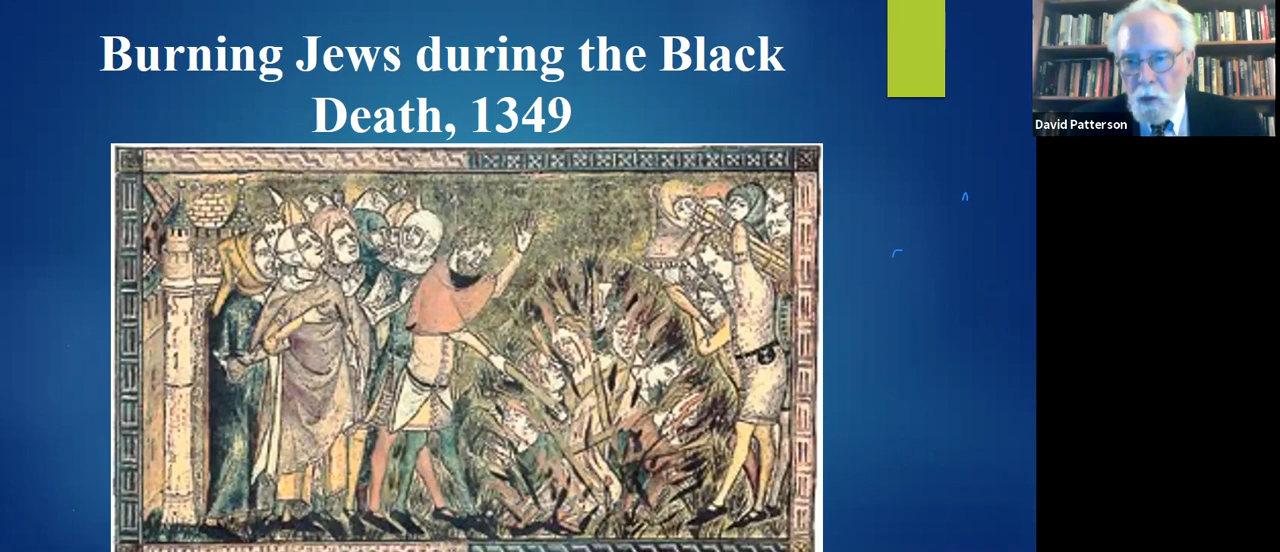 Burning Jews during the Black
Death, 1349
David Patterson